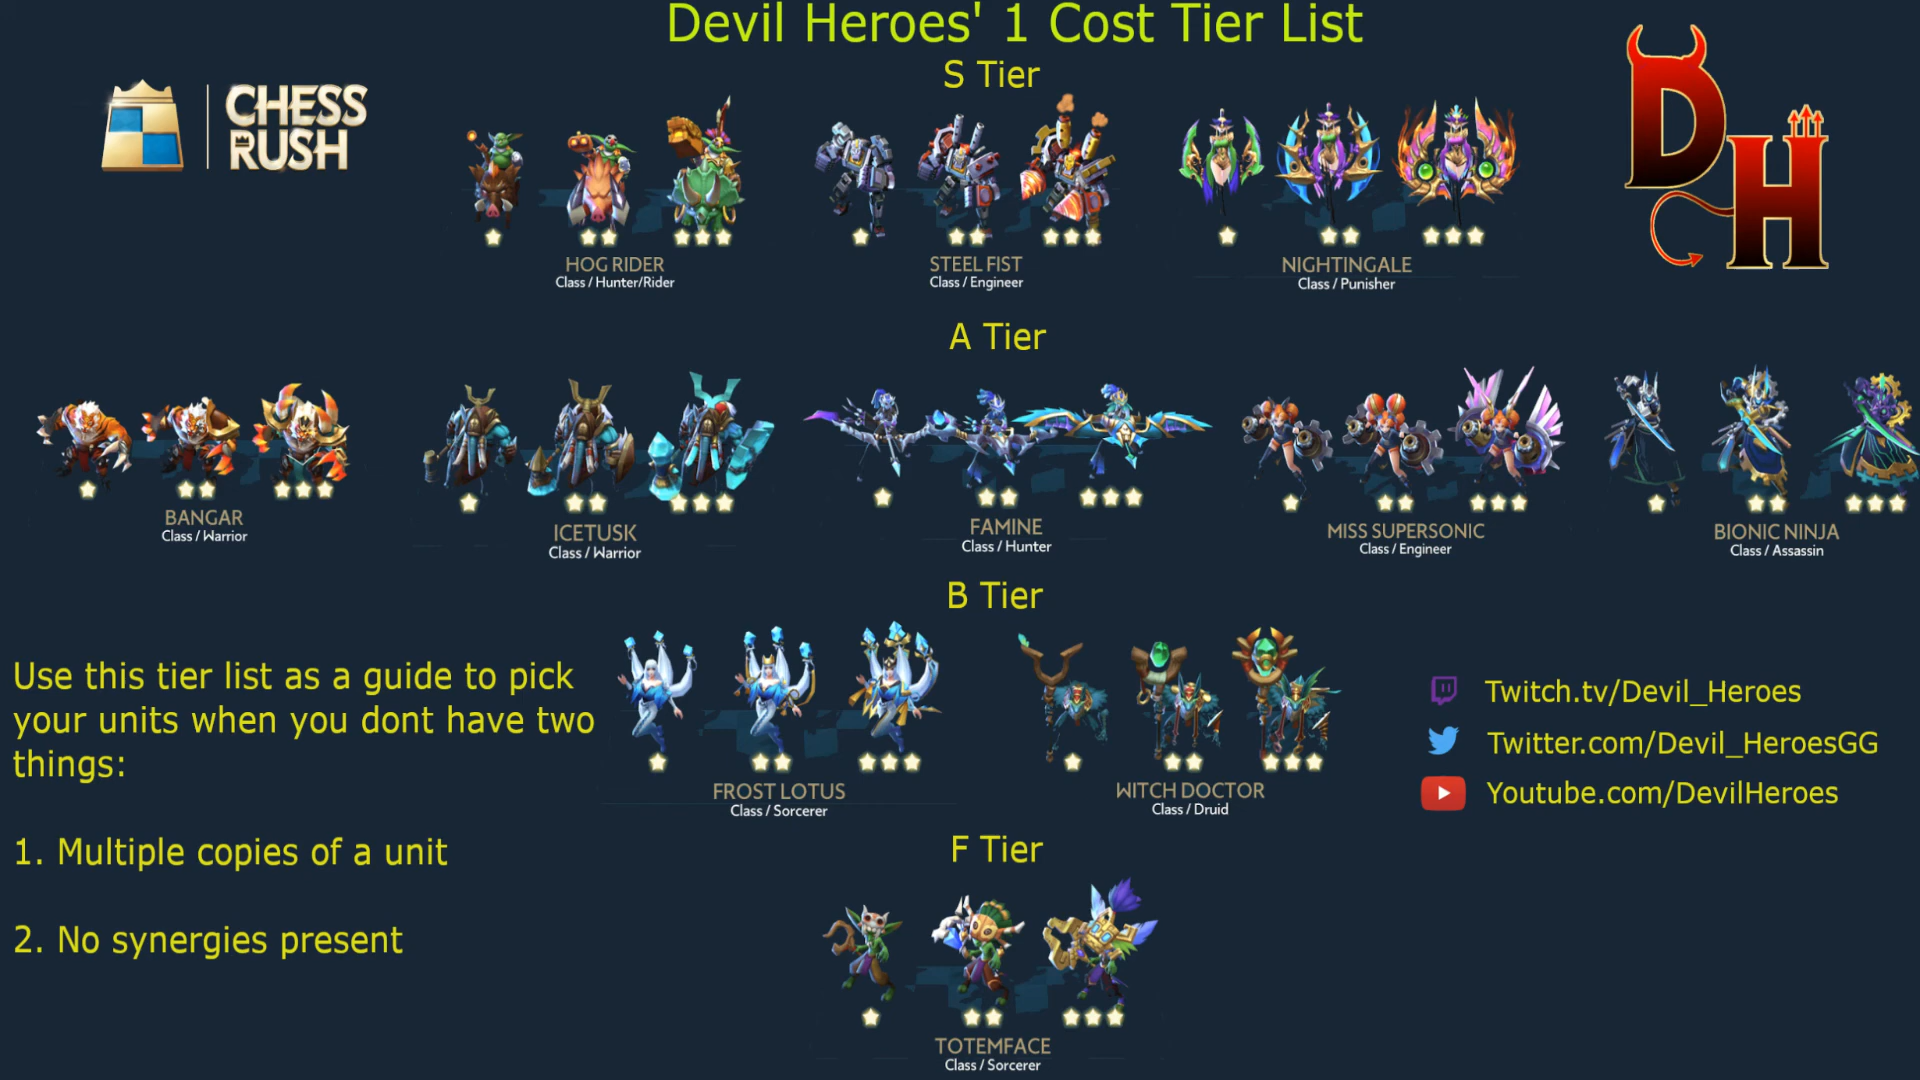 Devil Heroes' 1 Cost Tier List
CHESS
RUSH
DH
S Tier
HOG RIDER
Class / Hunter/Rider
STEEL FIST
Class / Engineer
NIGHTINGALE
Class / Punisher
A Tier
BANGAR
Class / Warrior
ICETUSK
Class / Warrior
FAMINE
Class / Hunter
MISS SUPERSONIC
Class / Engineer
BIONIC NINJA
Class / Assassin
B Tier
FROST LOTUS
Class / Sorcerer
WITCH DOCTOR
Class / Druid
Use this tier list as a guide to pick
your units when you dont have two
things:
1. Multiple copies of a unit
2. No synergies present
Twitch.tv/Devil_Heroes
Twitter.com/Devil_HeroesGG
Youtube.com/DevilHeroes
F Tier
TOTEMFACE
Class / Sorcerer